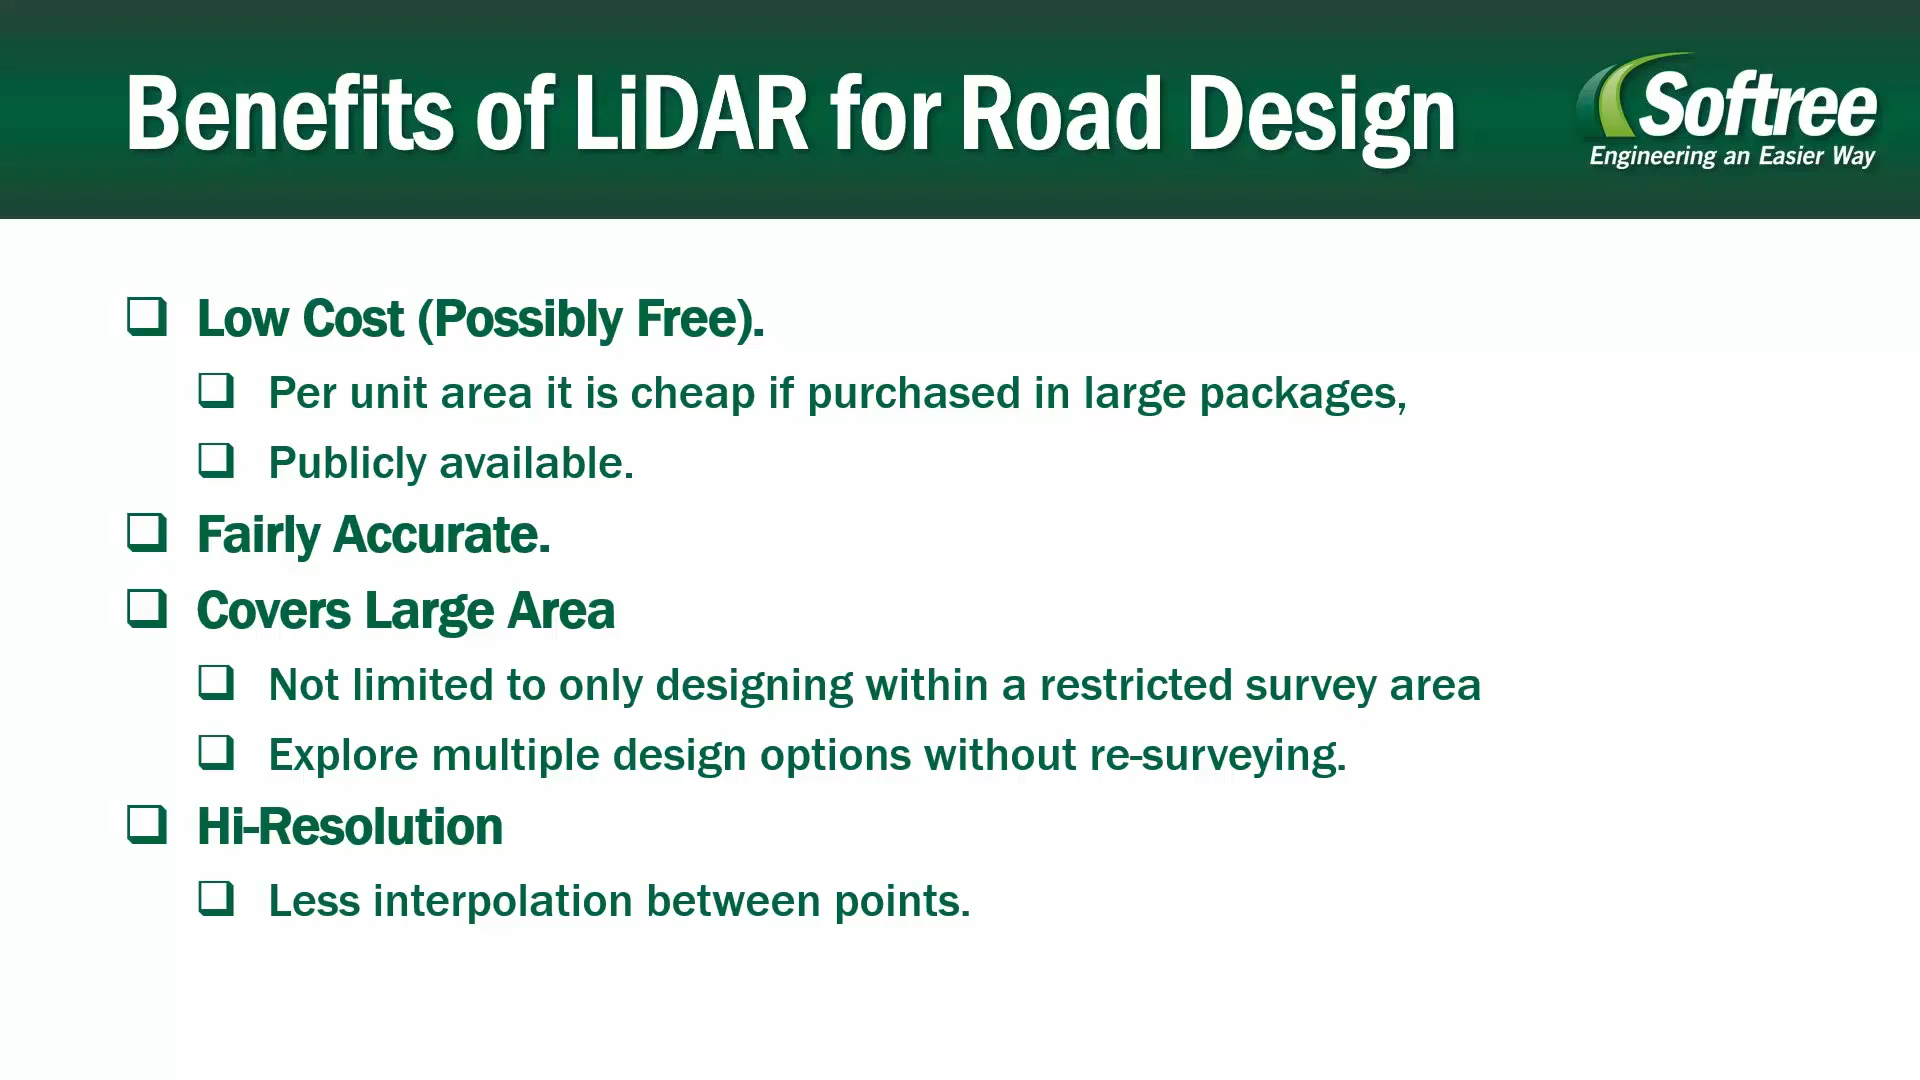 Benefits of LiDAR for Road Design
Softree
Engineering an Easier Way
Low Cost (Possibly Free).
Per unit area it is cheap if purchased in large packages,
Publicly available.
Fairly Accurate.
Covers Large Area
Not limited to only designing within a restricted survey area
Explore multiple design options without re-surveying.
Hi-Resolution
Less interpolation between points.